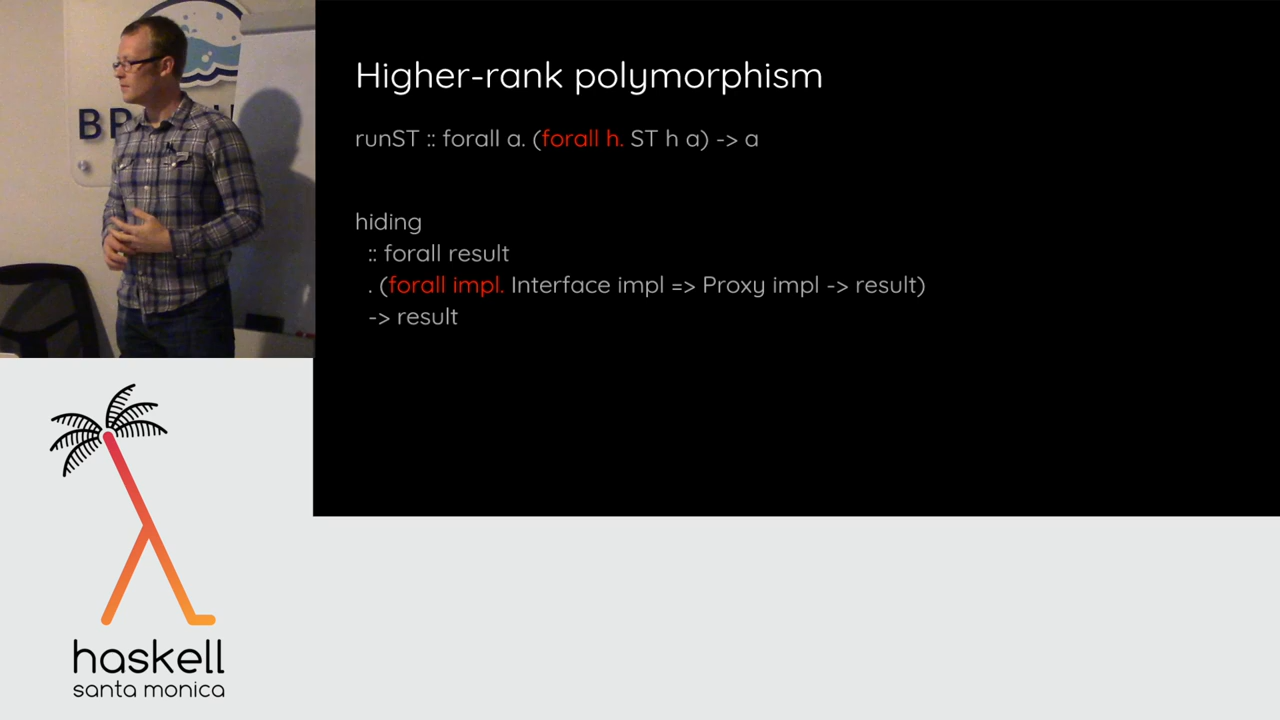 Higher-rank polymorphism
runST :: forall a. (forall h. ST h a) -> a
hiding
:: forall result
. (forall impl. Interface impl => Proxy impl -> result)
-> result
haskell
santa monica